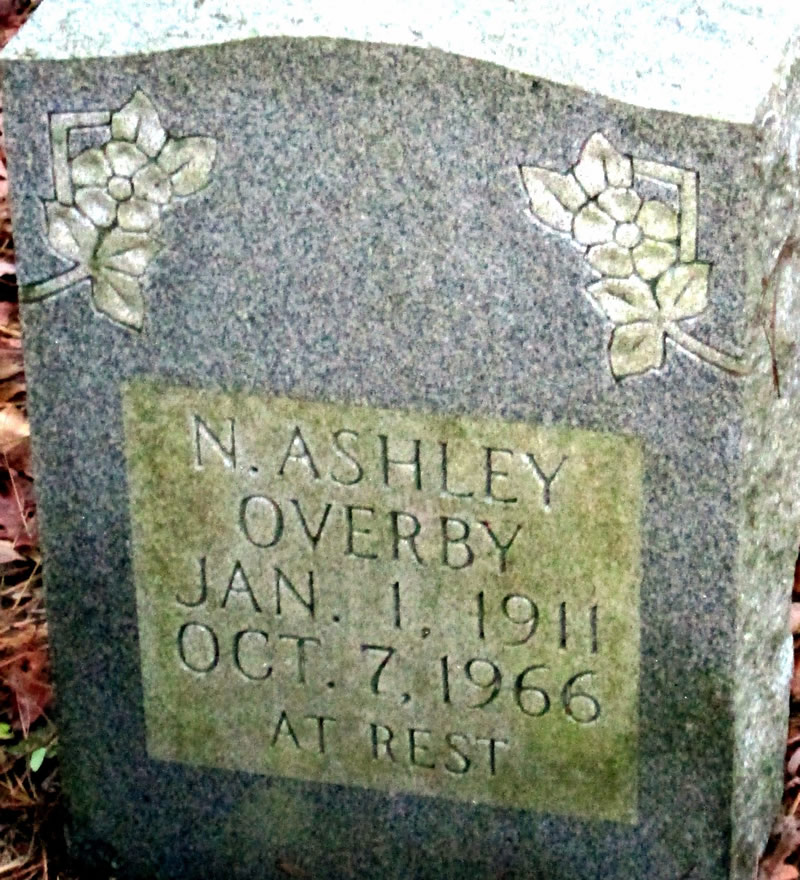 N. ASHLEY
OVERBY
JAN. 1, 1911
OCT. 7, 1966
AT REST